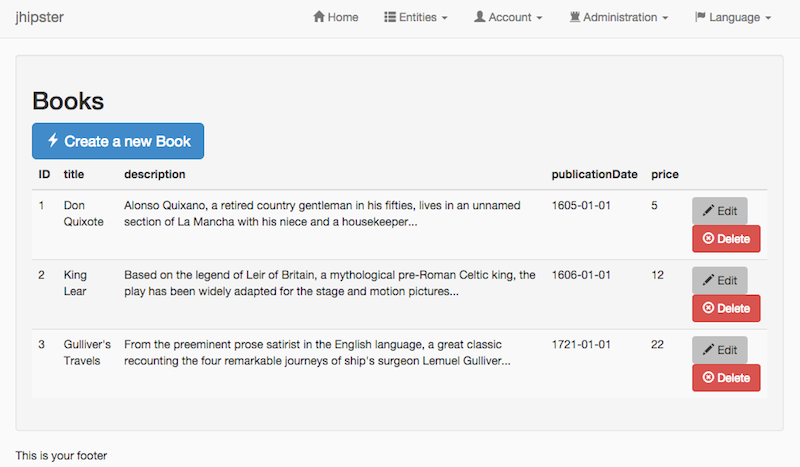 jhipster Home Entities Account Administration Language
Books
Create a new Book
ID title description publicationDate price
1 Don Alonso Quixano, a retired country gentleman in his fifties, lives in an unnamed 1605-01-01 5 Edit
Quixote section of La Mancha with his niece and a housekeeper...
Delete
2 King Based on the legend of Leir of Britain, a mythological pre-Roman Celtic king, the 1606-01-01 12 Edit
Lear play has been widely adapted for the stage and motion pictures...
Delete
3 Gulliver's From the preeminent prose satirist in the English language, a great classic 1721-01-01 22 Edit
Travels recounting the four remarkable journeys of ship's surgeon Lemuel Gulliver...
Delete
This is your footer